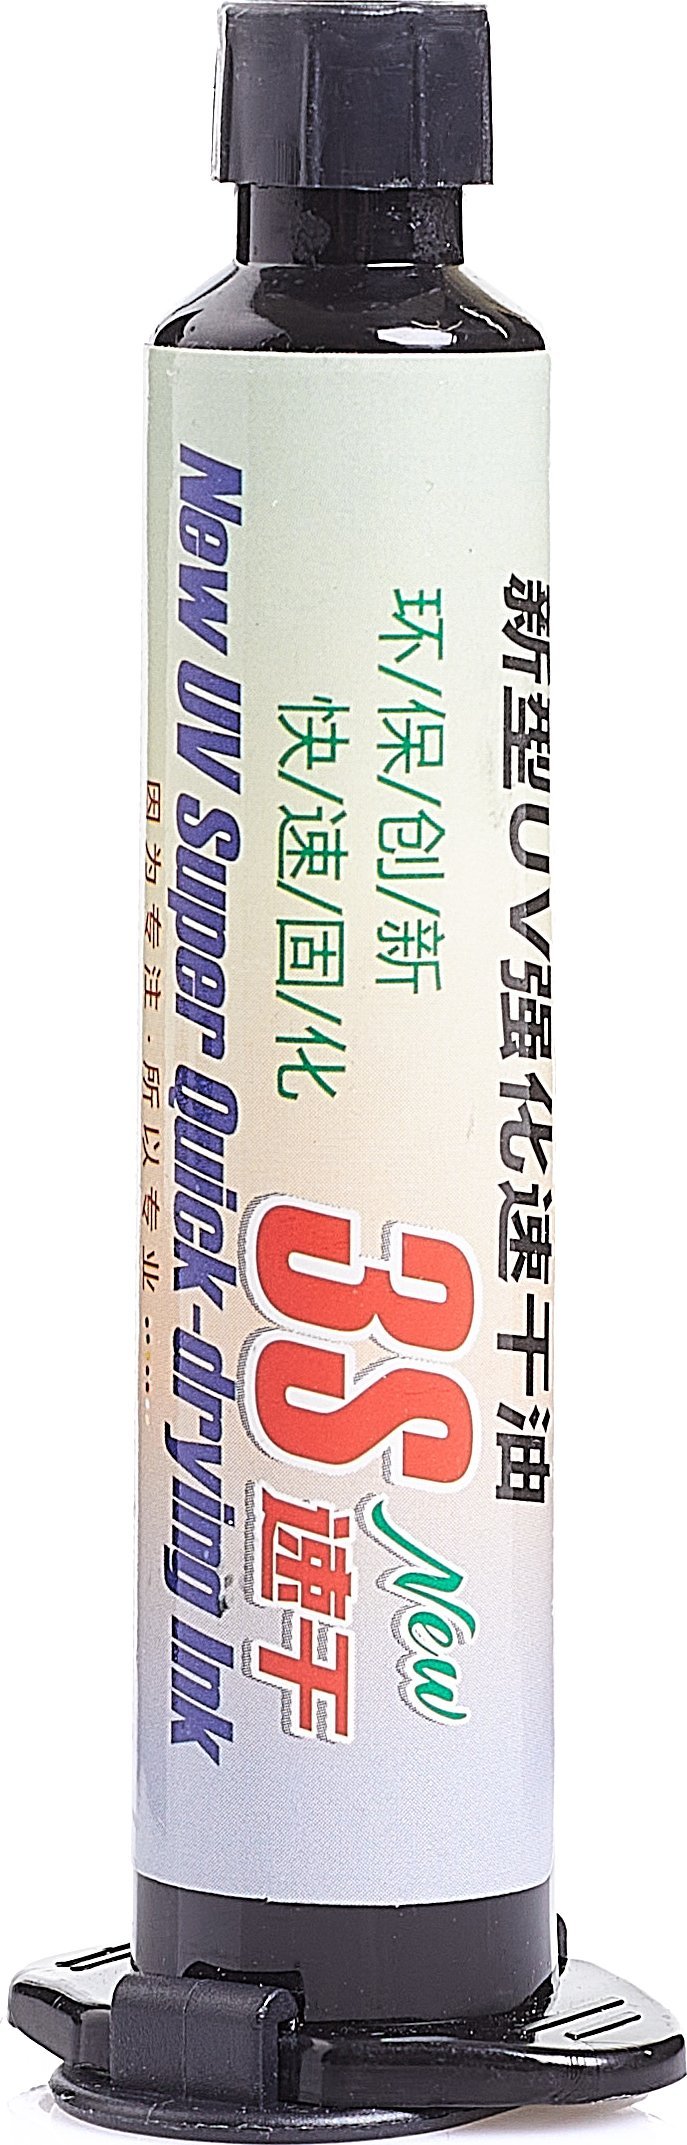 新型UV强化速干油
环/保/创/新
快/速/固/化
3S New
速干
New UV Super Quick-drying Ink
因为专注·所以专业······